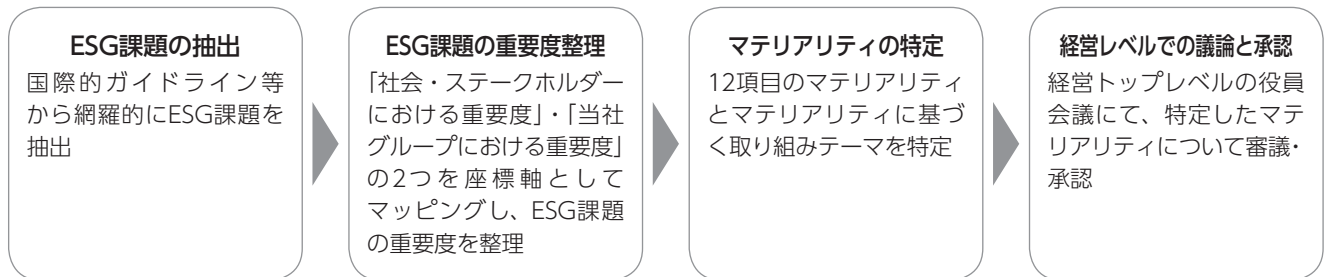 ESG課題の抽出
国際的ガイドライン等
から網羅的にESG課題を
抽出
ESG課題の重要度整理
「社会・ステークホルダー
における重要度」・「当社
グループにおける重要度」
の2つを座標軸として
マッピングし、ESG課題
の重要度を整理
マテリアリティの特定
12項目のマテリアリティ
とマテリアリティに基づ
く取り組みテーマを特定
経営レベルでの議論と承認
経営トップレベルの役員
会議にて、特定したマテ
リアリティについて審議・
承認